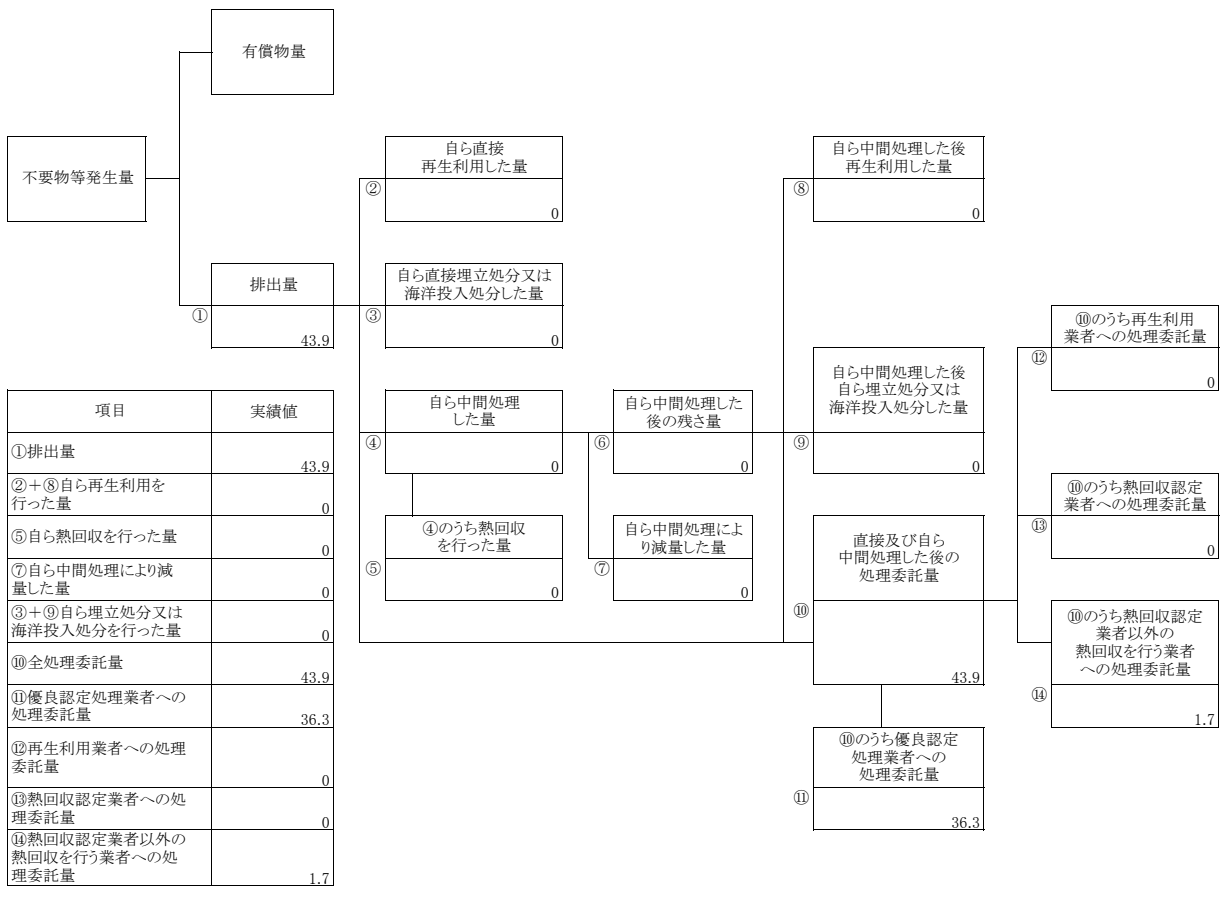 有償物量
不要物等発生量
排出量
①
43.9
自ら直接
再生利用した量
②
0
自ら直接埋立処分又は
海洋投入処分した量
③
0
自ら中間処理
した量
④
0
④のうち熱回収
を行った量
⑤
0
自ら中間処理した
後の残さ量
⑥
0
自ら中間処理によ
り減量した量
⑦
0
自ら中間処理した後
再生利用した量
⑧
0
自ら中間処理した後
自ら埋立処分又は
海洋投入処分した量
⑨
0
直接及び自ら
中間処理した後の
処理委託量
⑩
43.9
⑩のうち優良認定
処理業者への
処理委託量
⑪
36.3
⑩のうち再生利用
業者への処理委託量
⑫
0
⑩のうち熱回収認定
業者への処理委託量
⑬
0
⑩のうち熱回収認定
業者以外の
熱回収を行う業者
への処理委託量
⑭
1.7
項目 実績値
①排出量
43.9
②＋⑧自ら再生利用を
行った量
0
⑤自ら熱回収を行った量
0
⑦自ら中間処理により減
量した量
0
③＋⑨自ら埋立処分又は
海洋投入処分を行った量
0
⑩全処理委託量
43.9
⑪優良認定処理業者への
処理委託量
36.3
⑫再生利用業者への処理
委託量
0
⑬熱回収認定業者への処
理委託量
0
⑭熱回収認定業者以外の
熱回収を行う業者への処
理委託量
1.7